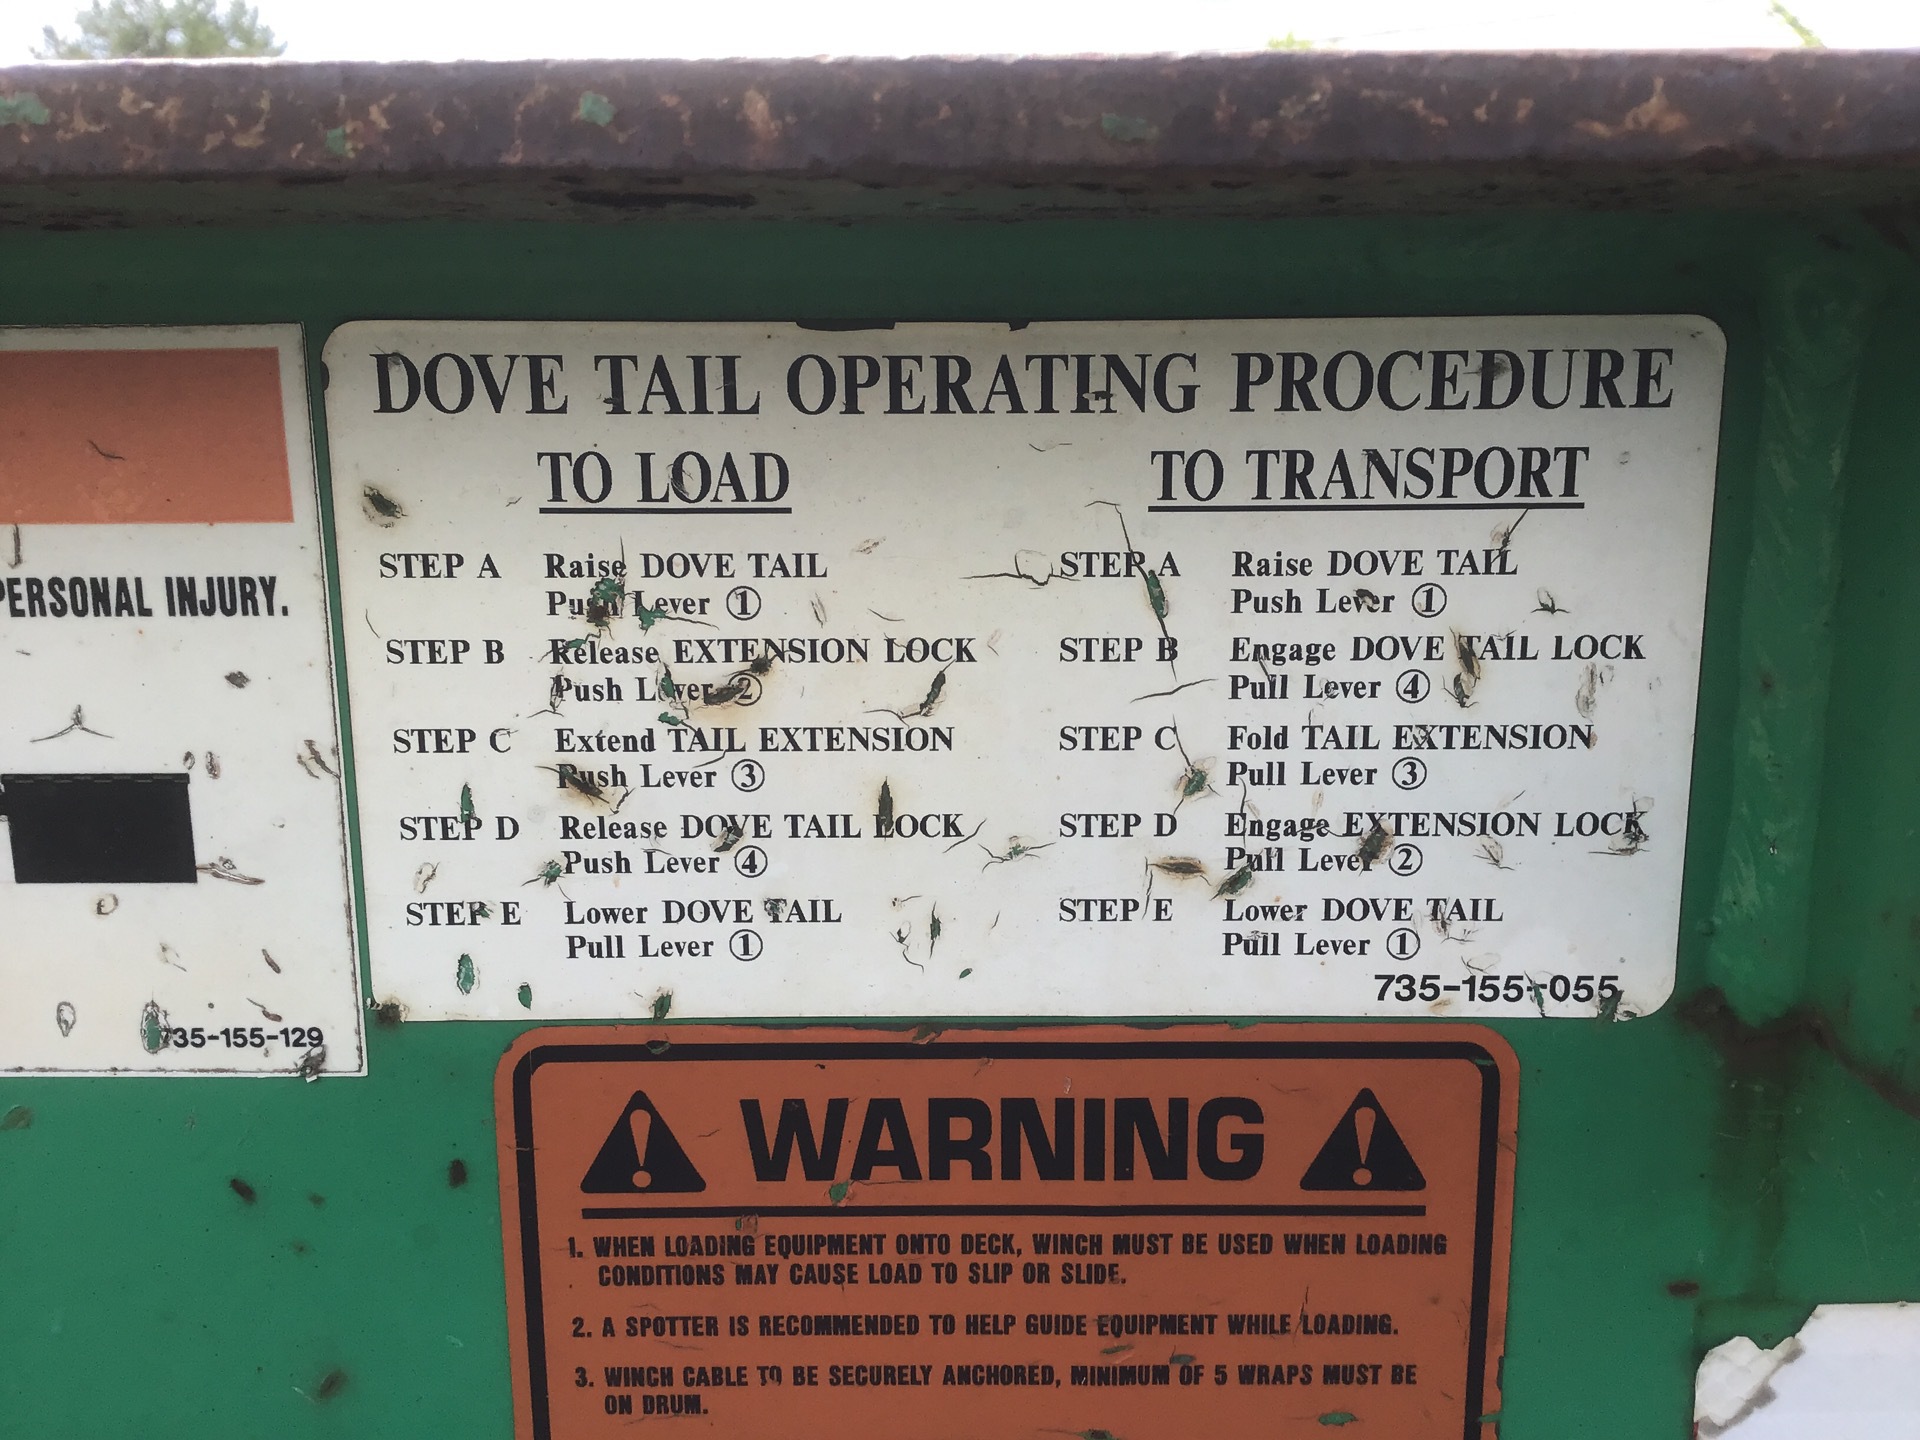 PERSONAL INJURY.
735-155-129
DOVE TAIL OPERATING PROCEDURE
TO LOAD
STEP A Raise DOVE TAIL
Push Lever ①
STEP B Release EXTENSION LOCK
Push Lever ②
STEP C Extend TAIL EXTENSION
Push Lever ③
STEP D Release DOVE TAIL LOCK
Push Lever ④
STEP E Lower DOVE TAIL
Pull Lever ①
TO TRANSPORT
STEP A Raise DOVE TAIL
Push Lever ①
STEP B Engage DOVE TAIL LOCK
Pull Lever ④
STEP C Fold TAIL EXTENSION
Pull Lever ③
STEP D Engage EXTENSION LOCK
Pull Lever ②
STEP E Lower DOVE TAIL
Pull Lever ①
735-155-055
WARNING
1. WHEN LOADING EQUIPMENT ONTO DECK, WINCH MUST BE USED WHEN LOADING
CONDITIONS MAY CAUSE LOAD TO SLIP OR SLIDE.
2. A SPOTTER IS RECOMMENDED TO HELP GUIDE EQUIPMENT WHILE LOADING.
3. WINCH CABLE TO BE SECURELY ANCHORED, MINIMUM OF 5 WRAPS MUST BE
ON DRUM.